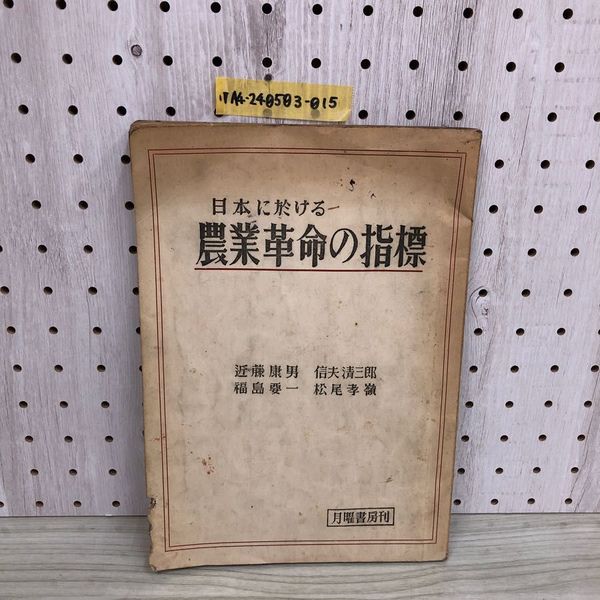 240503-015
日本に於ける
農業革命の指標
近藤康男 信夫清三郎
福島要一 松尾孝嶺
月曜書房刊